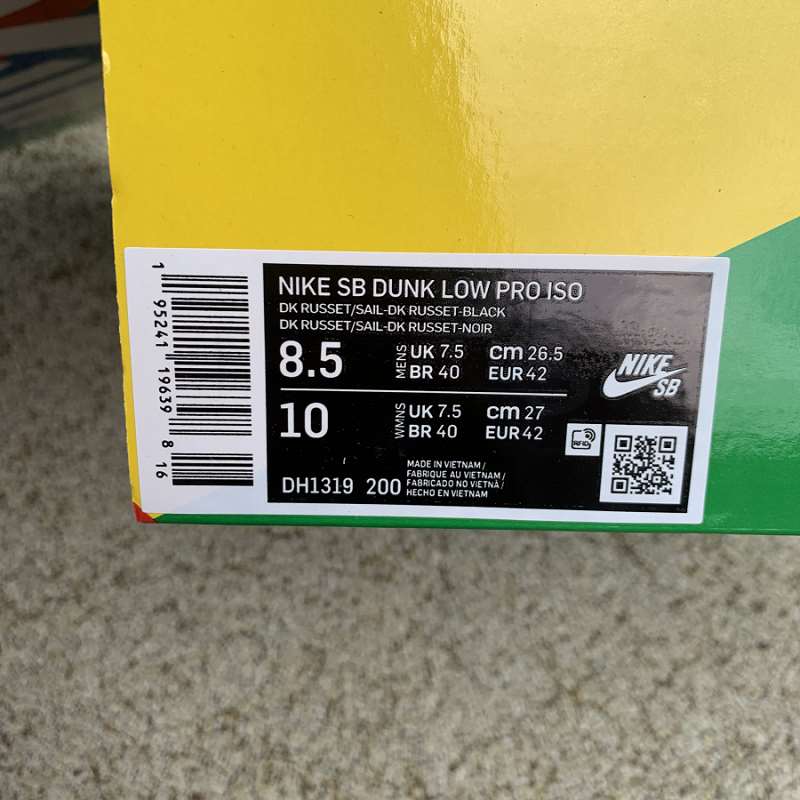 1 95241 19639 8 16
NIKE SB DUNK LOW PRO ISO
DK RUSSET/SAIL-DK RUSSET-BLACK
DK RUSSET/SAIL-DK RUSSET-NOIR
8.5 MENS UK 7.5 cm 26.5
BR 40 EUR 42
10 WMNS UK 7.5 cm 27
BR 40 EUR 42
NIKE
SB
RFID
DH1319 200
MADE IN VIETNAM /
FABRIQUE AU VIETNAM /
FABRICADO NO VIETNÃ /
HECHO EN VIETNAM